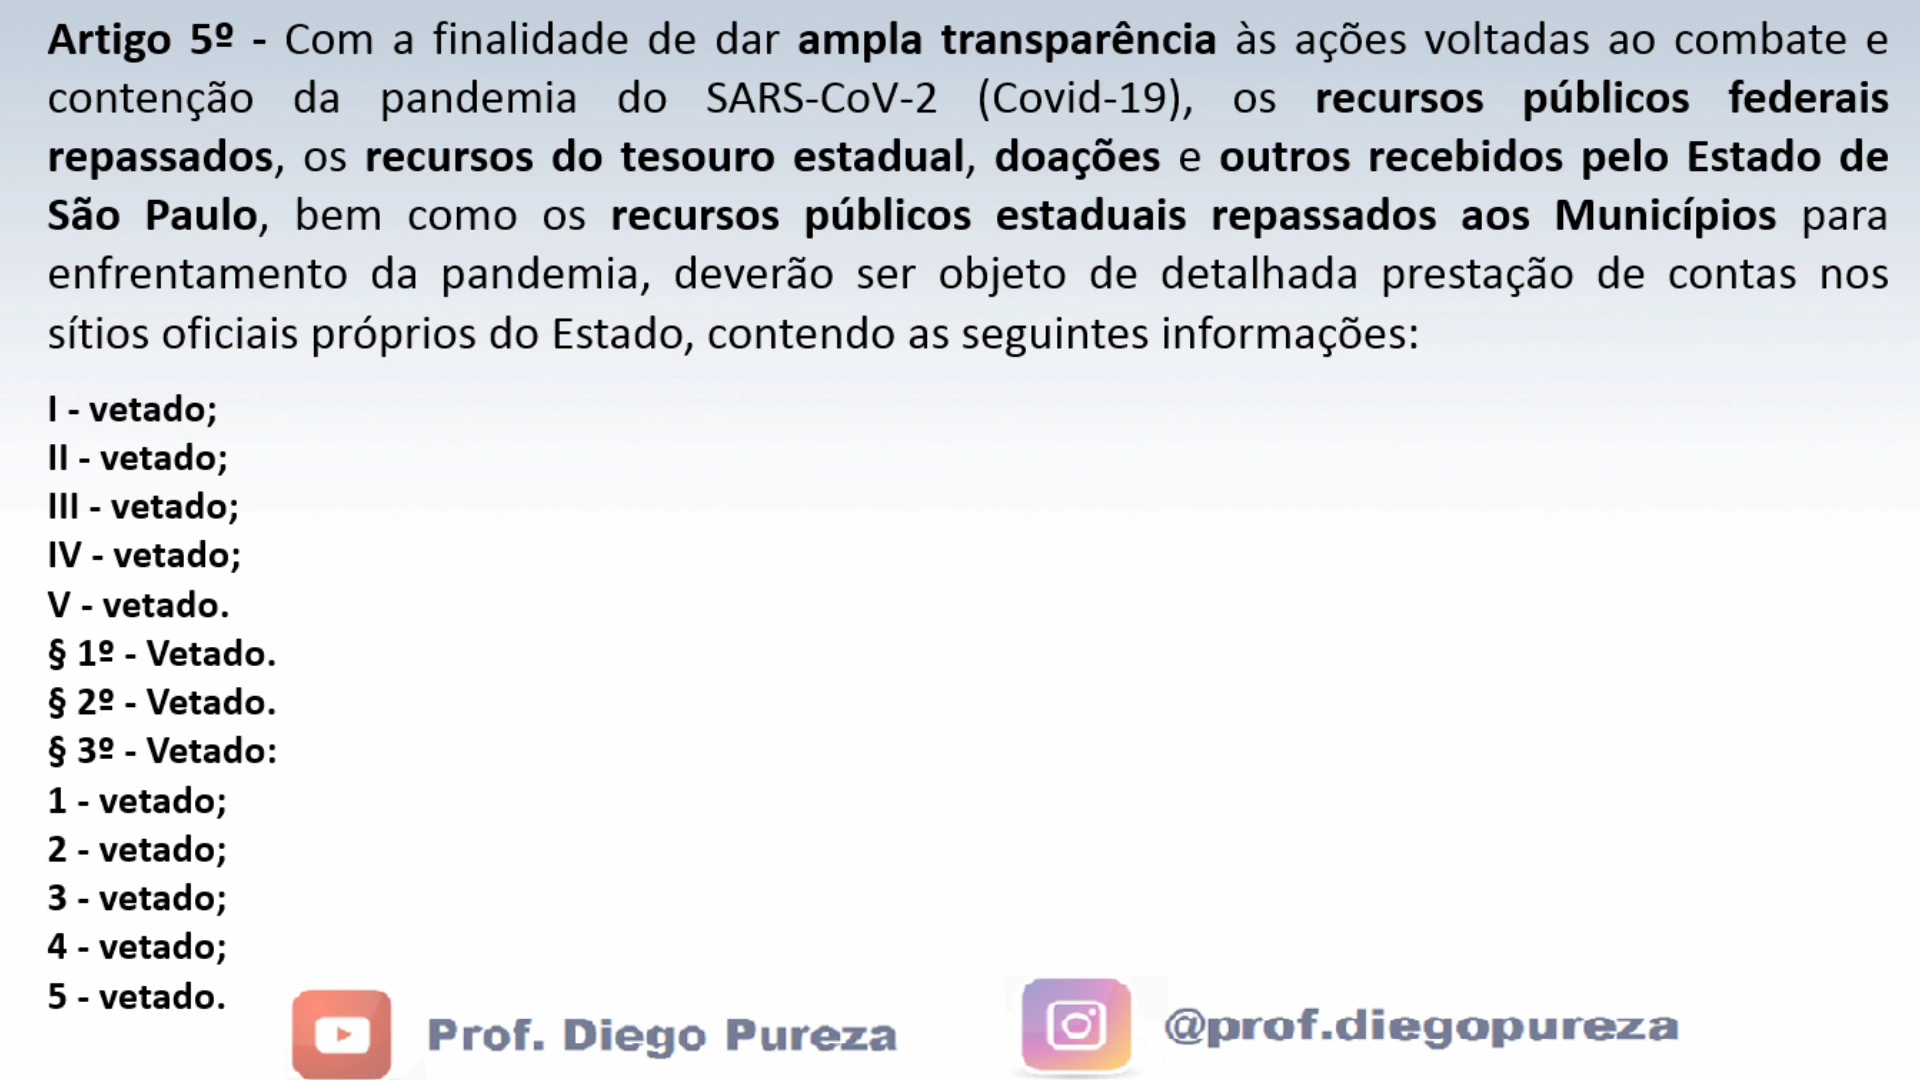 Artigo 5º - Com a finalidade de dar ampla transparência às ações voltadas ao combate e
contenção da pandemia do SARS-CoV-2 (Covid-19), os recursos públicos federais
repassados, os recursos do tesouro estadual, doações e outros recebidos pelo Estado de
São Paulo, bem como os recursos públicos estaduais repassados aos Municípios para
enfrentamento da pandemia, deverão ser objeto de detalhada prestação de contas nos
sítios oficiais próprios do Estado, contendo as seguintes informações:
I - vetado;
II - vetado;
III - vetado;
IV - vetado;
V - vetado.
§ 1º - Vetado.
§ 2º - Vetado.
§ 3º - Vetado:
1 - vetado;
2 - vetado;
3 - vetado;
4 - vetado;
5 - vetado.
Prof. Diego Pureza
@prof.diegopureza